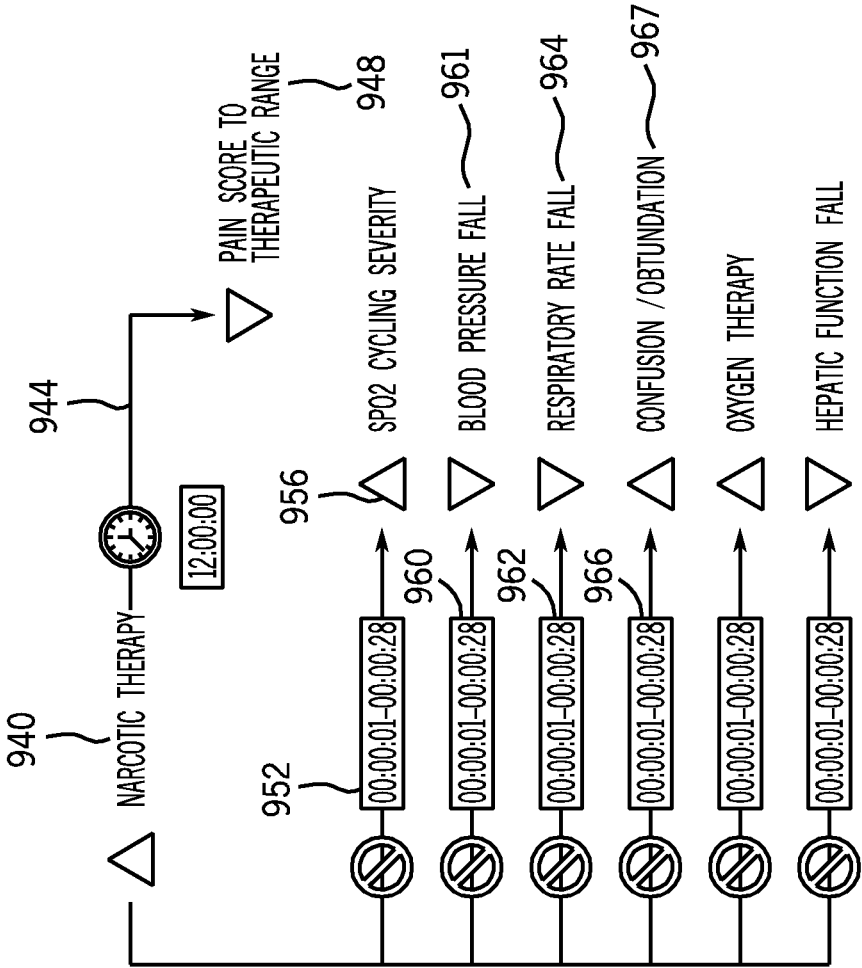 940
NARCOTIC THERAPY
944
12:00:00
PAIN SCORE TO
THERAPEUTIC RANGE
948
952
00:00:01-00:00:28
956
SPO2 CYCLING SEVERITY
00:00:01-00:00:28
960
BLOOD PRESSURE FALL
961
00:00:01-00:00:28
962
RESPIRATORY RATE FALL
964
00:00:01-00:00:28
966
CONFUSION /OBTUNDATION
967
00:00:01-00:00:28
OXYGEN THERAPY
00:00:01-00:00:28
HEPATIC FUNCTION FALL